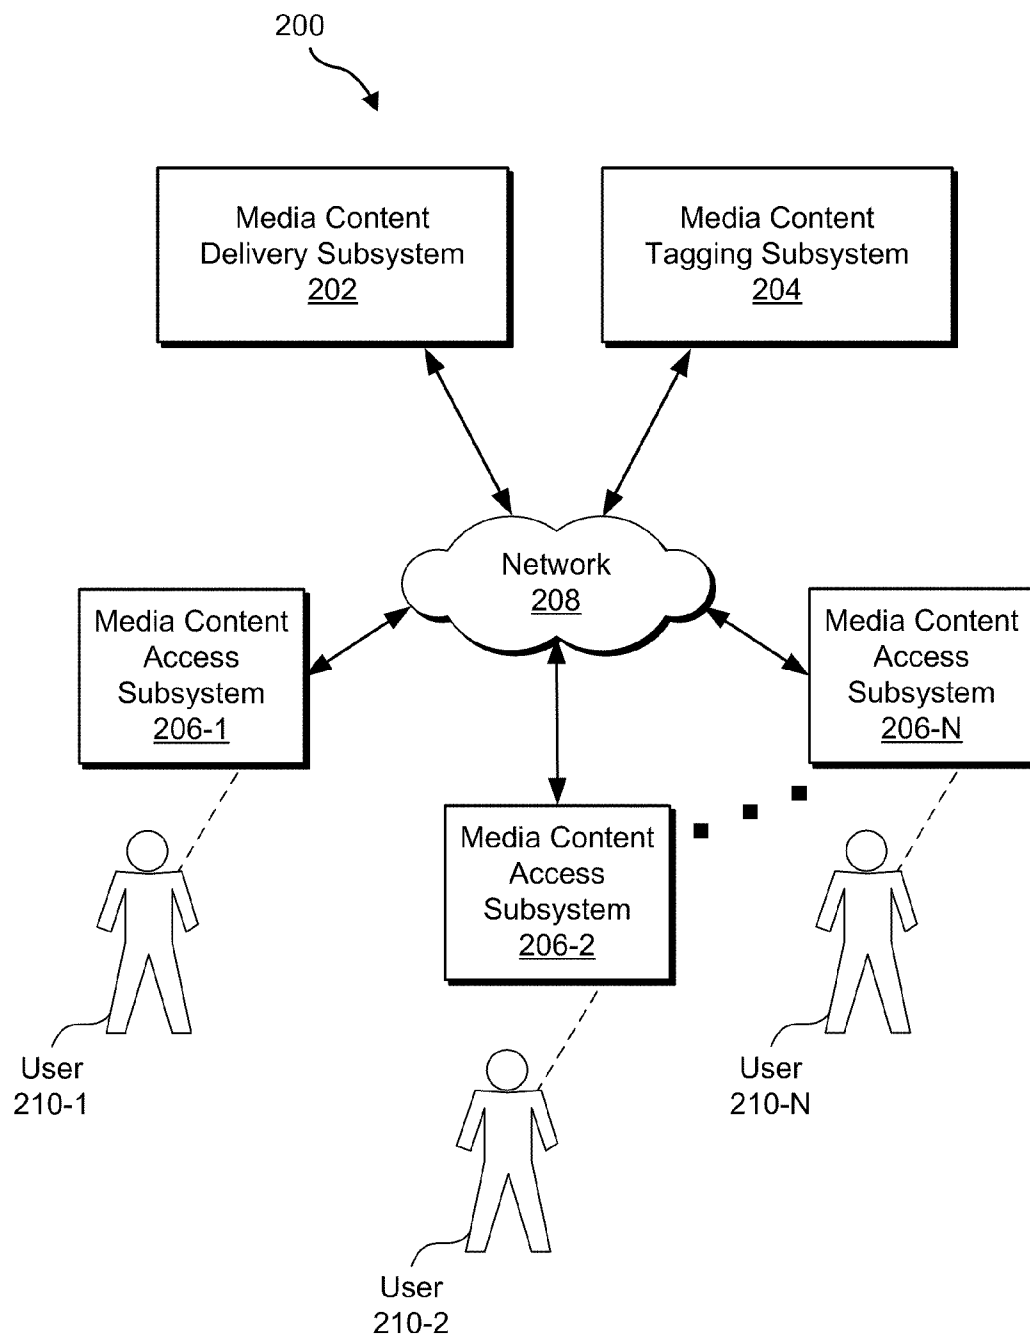 200
Media Content
Delivery Subsystem
202
Media Content
Tagging Subsystem
204
Network
208
Media Content
Access
Subsystem
206-1
Media Content
Access
Subsystem
206-N
Media Content
Access
Subsystem
206-2
User
210-1
User
210-N
User
210-2